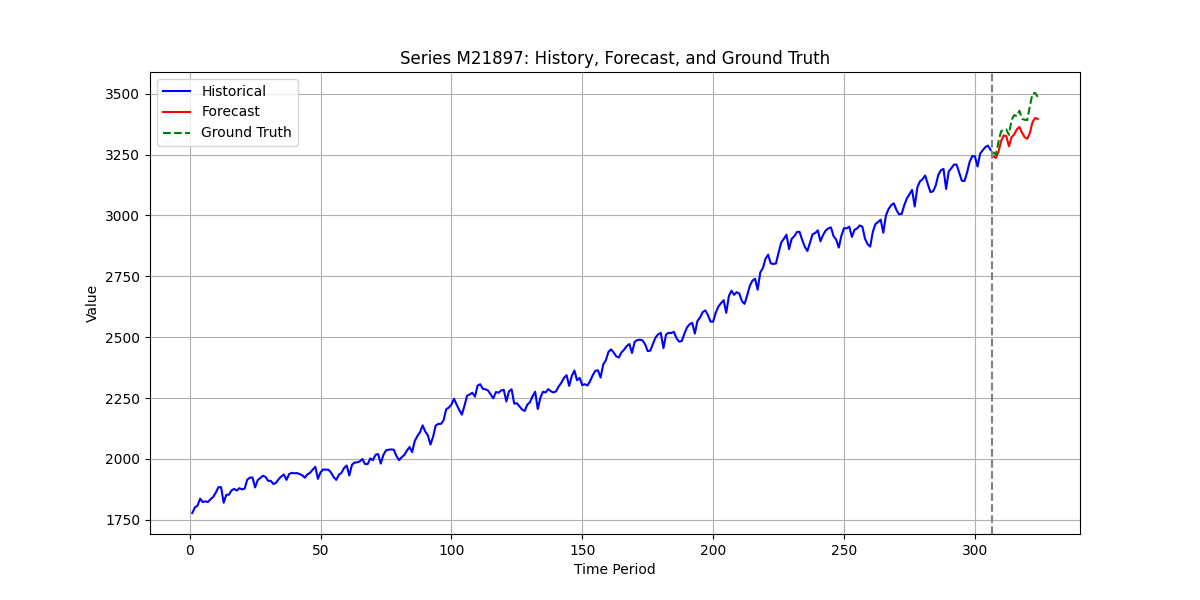 Series M21897: History, Forecast, and Ground Truth
Historical
Forecast
Ground Truth
3500
3250
3000
2750
2500
2250
2000
1750
Value
0 50 100 150 200 250 300
Time Period